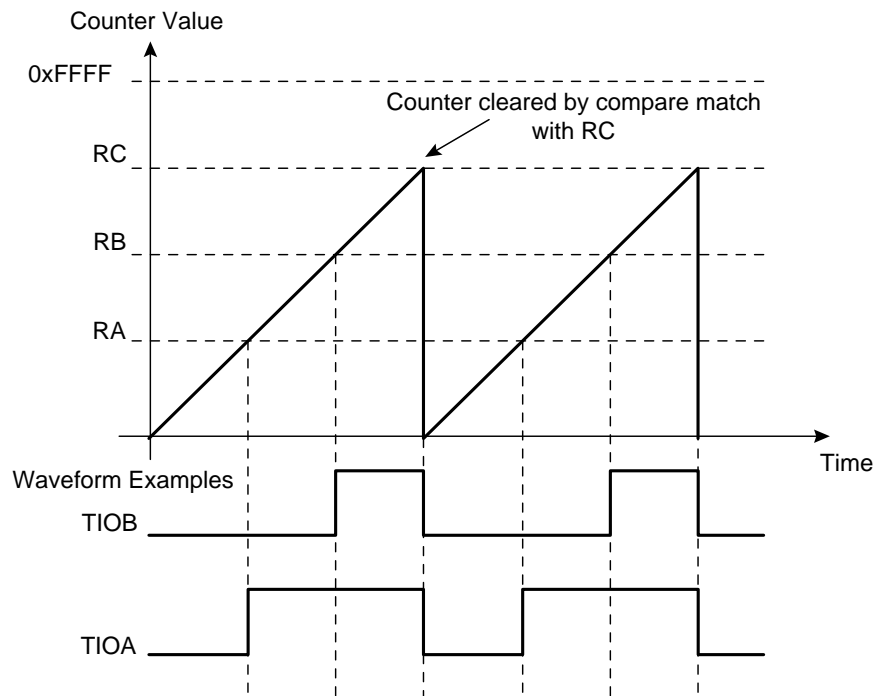 Counter Value
0xFFFF
Counter cleared by compare match
with RC
RC
RB
RA
Time
Waveform Examples
TIOB
TIOA